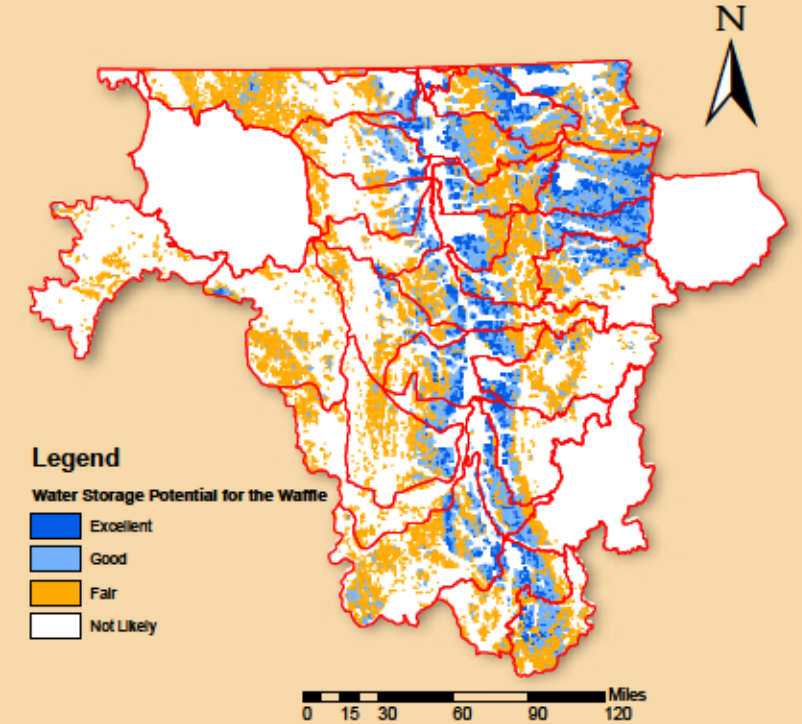 N
Legend
Water Storage Potential for the Waffle
Excellent
Good
Fair
Not Likely
Miles
0 15 30 60 90 120